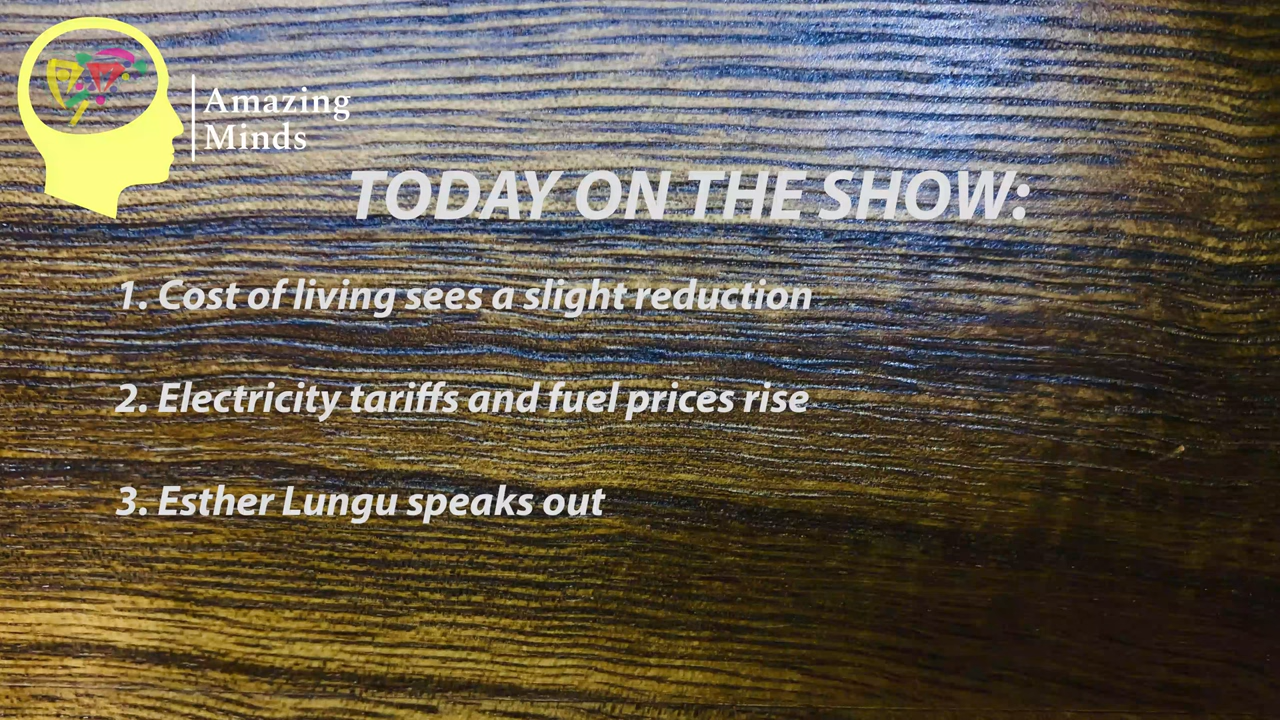 Amazing
Minds
TODAY ON THE SHOW:
1. Cost of living sees a slight reduction
2. Electricity tariffs and fuel prices rise
3. Esther Lungu speaks out